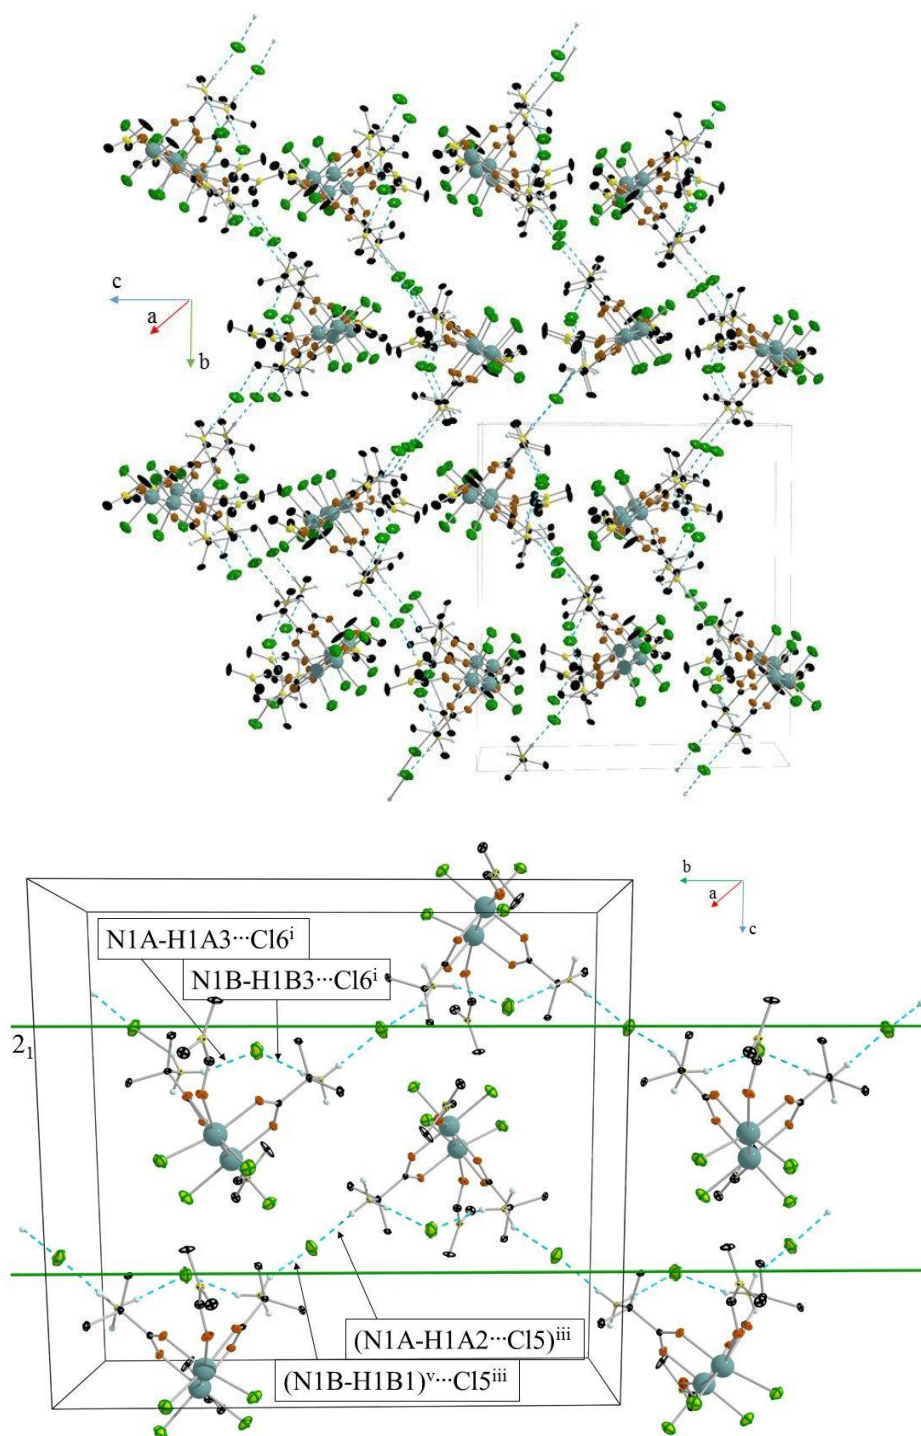 c
a
b
b
a
c
N1A-H1A3···Cl6ⁱ
N1B-H1B3···Cl6ⁱ
2₁
(N1A-H1A2···Cl5)ⁱⁱⁱ
(N1B-H1B1)ᵛ···Cl5ⁱⁱⁱ